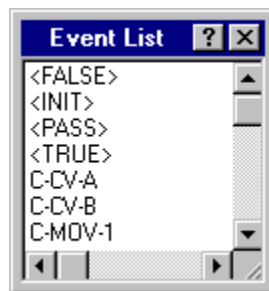 Event List ?
<FALSE>
<INIT>
<PASS>
<TRUE>
C-CV-A
C-CV-B
C-MOV-1